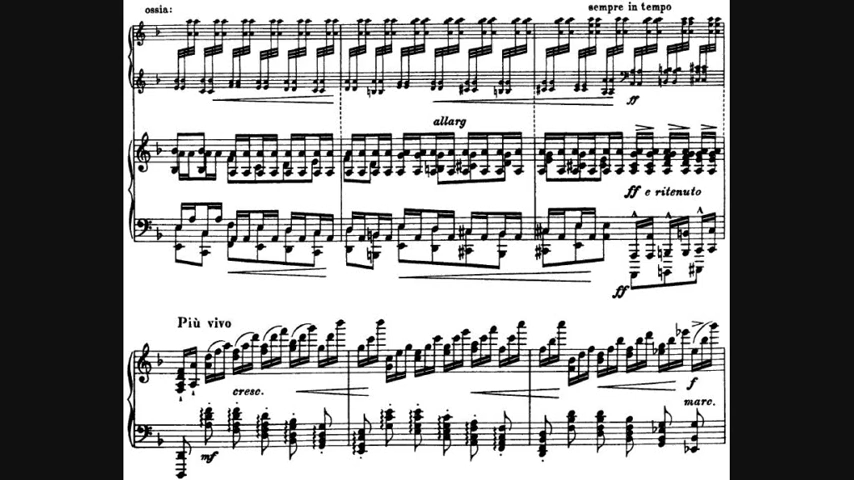 ossia:
sempre in tempo
ff
allarg
ff e ritenuto
ff
Più vivo
cresc.
f
marc.
mf